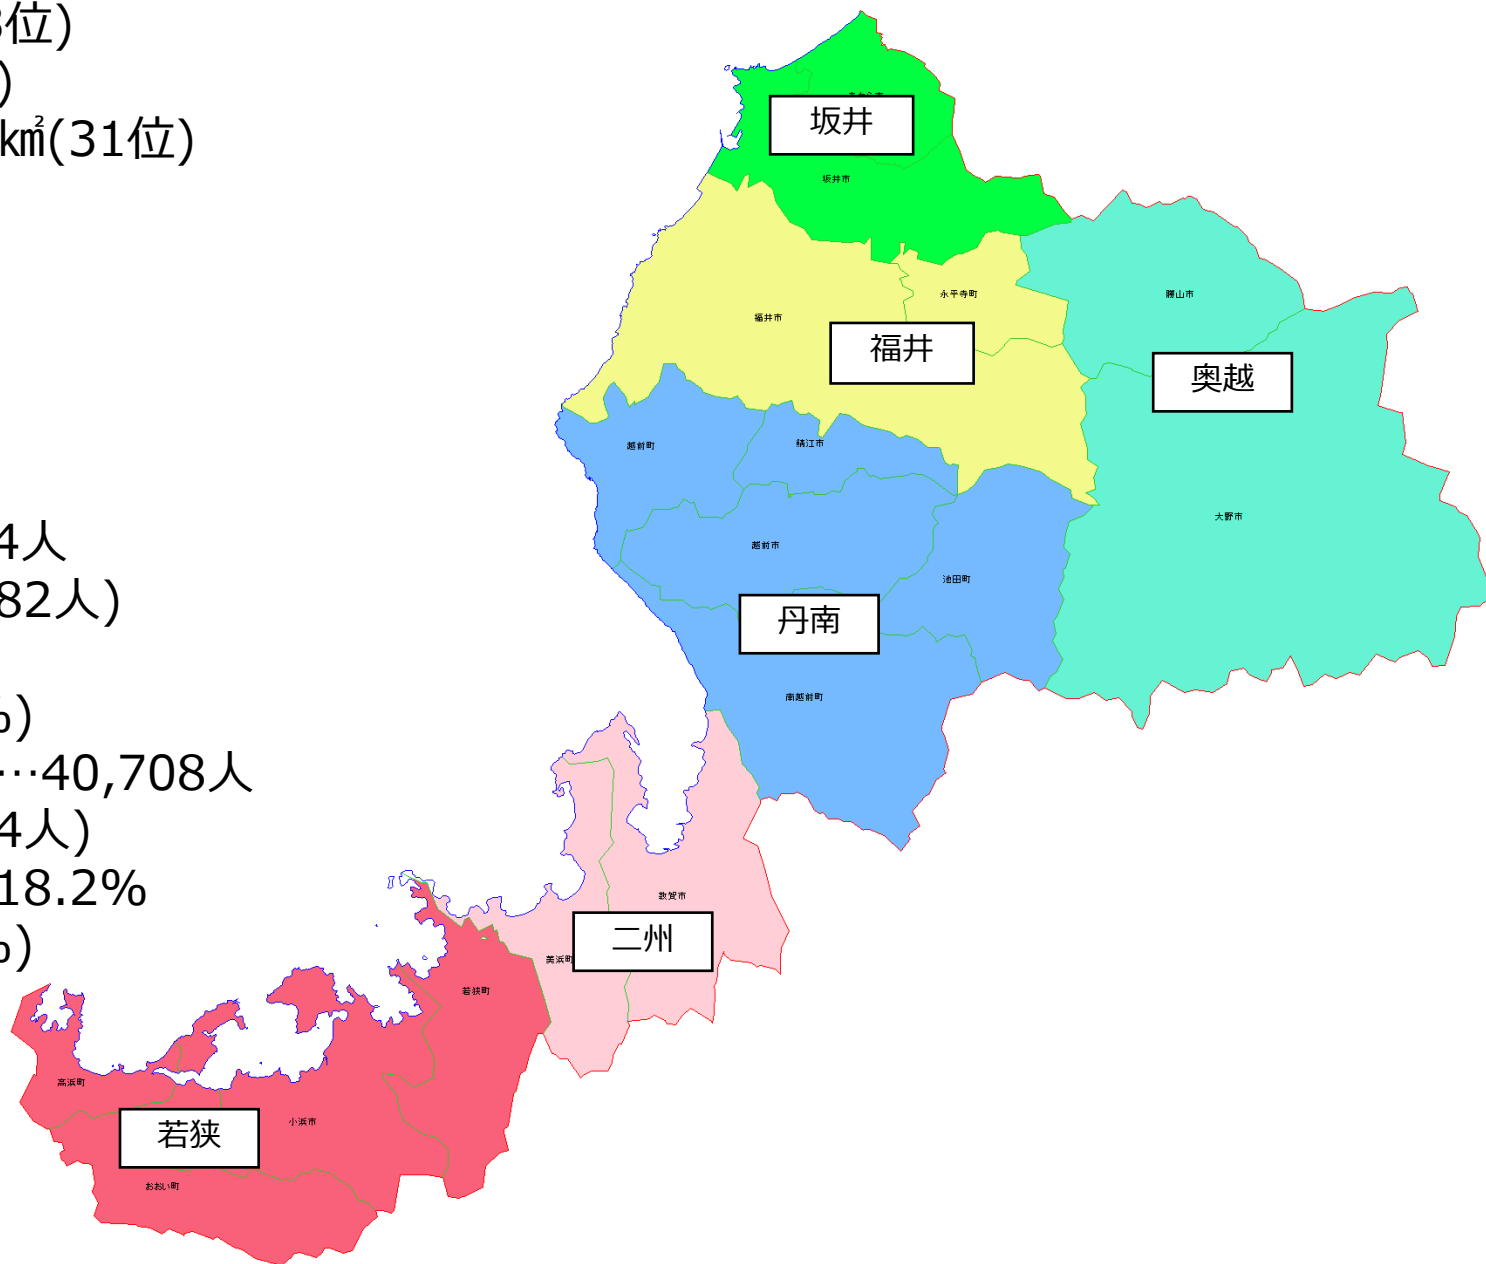 3位)
)
㎢(31位)
坂井
坂井市
永平寺町
勝山市
福井市
福井
奥越
越前町
鯖江市
大野市
4人
越前市
池田町
82人)
丹南
南越前町
%)
…40,708人
4人)
18.2%
敦賀市
%)
二州
美浜町
若狭町
高浜町
小浜市
若狭
おおい町